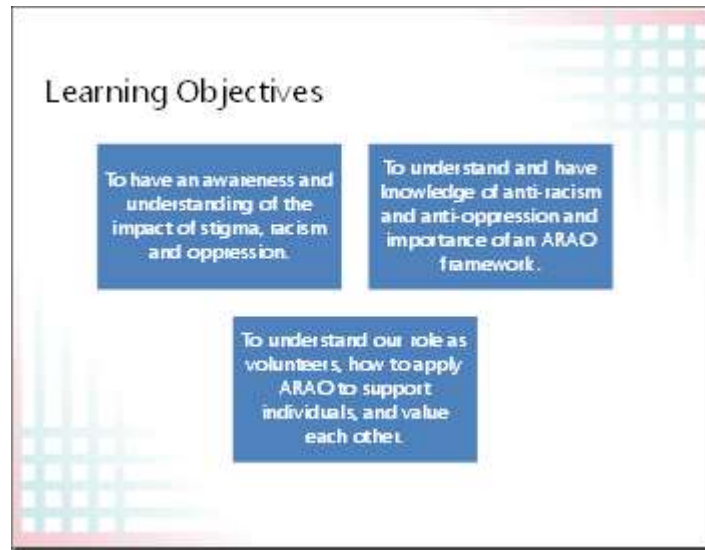 Learning Objectives
To have an awareness and
understanding of the
impact of stigma, racism
and oppression.
To understand and have
knowledge of anti-racism
and anti-oppression and
importance of an ARAO
framework.
To understand our role as
volunteers, how to apply
ARAO to support
individuals, and value
each other.